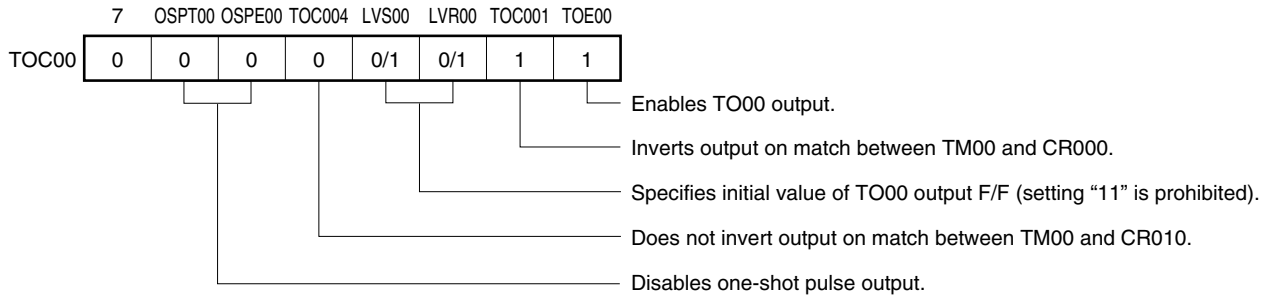 7 OSPT00 OSPE00 TOC004 LVS00 LVR00 TOC001 TOE00
TOC00 0 0 0 0 0/1 0/1 1 1
Enables TO00 output.
Inverts output on match between TM00 and CR000.
Specifies initial value of TO00 output F/F (setting “11” is prohibited).
Does not invert output on match between TM00 and CR010.
Disables one-shot pulse output.